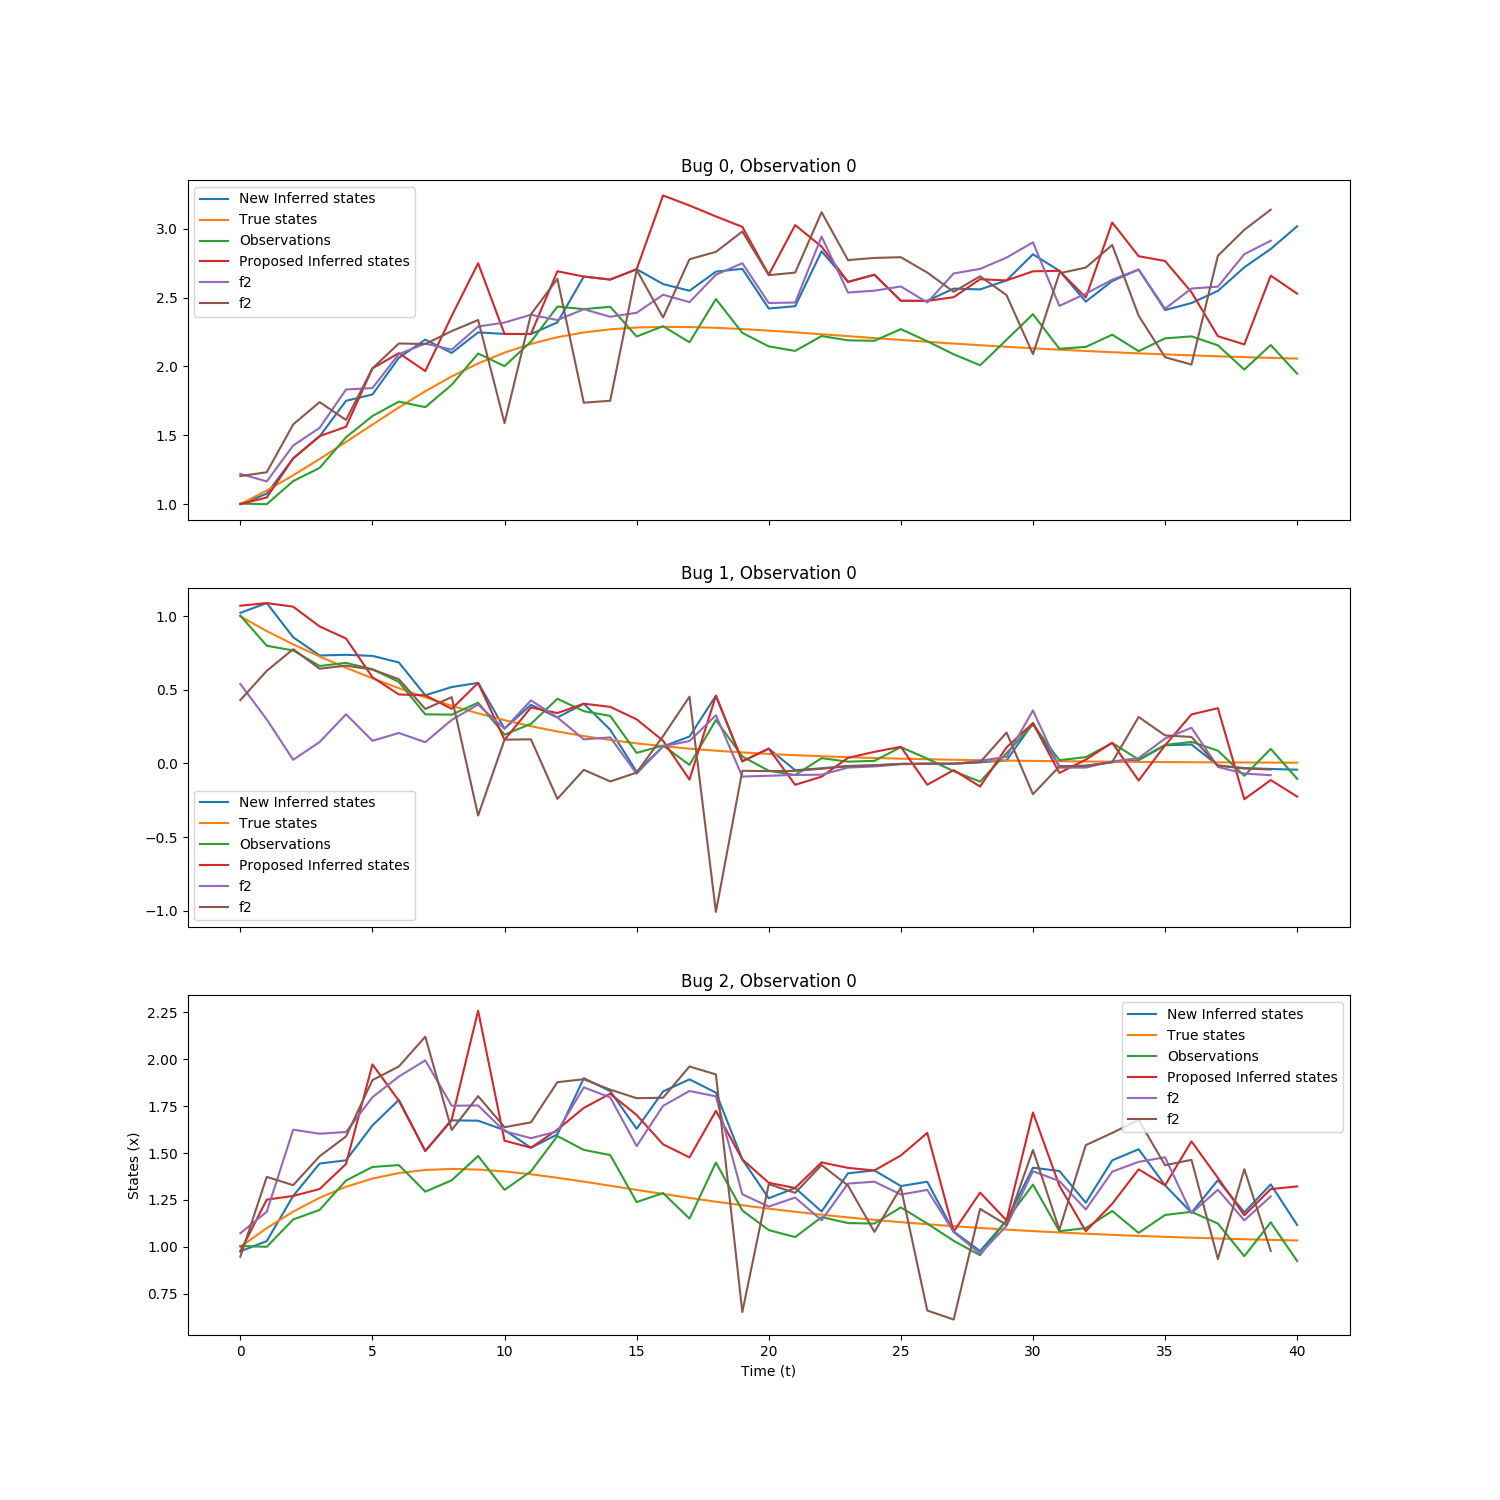 Bug 0, Observation 0
New Inferred states
True states
Observations
Proposed Inferred states
f2
f2
3.0
2.5
2.0
1.5
1.0
Bug 1, Observation 0
1.0
0.5
0.0
−0.5
−1.0
New Inferred states
True states
Observations
Proposed Inferred states
f2
f2
Bug 2, Observation 0
New Inferred states
True states
Observations
Proposed Inferred states
f2
f2
2.25
2.00
1.75
1.50
1.25
1.00
0.75
States (x)
0 5 10 15 20 25 30 35 40
Time (t)